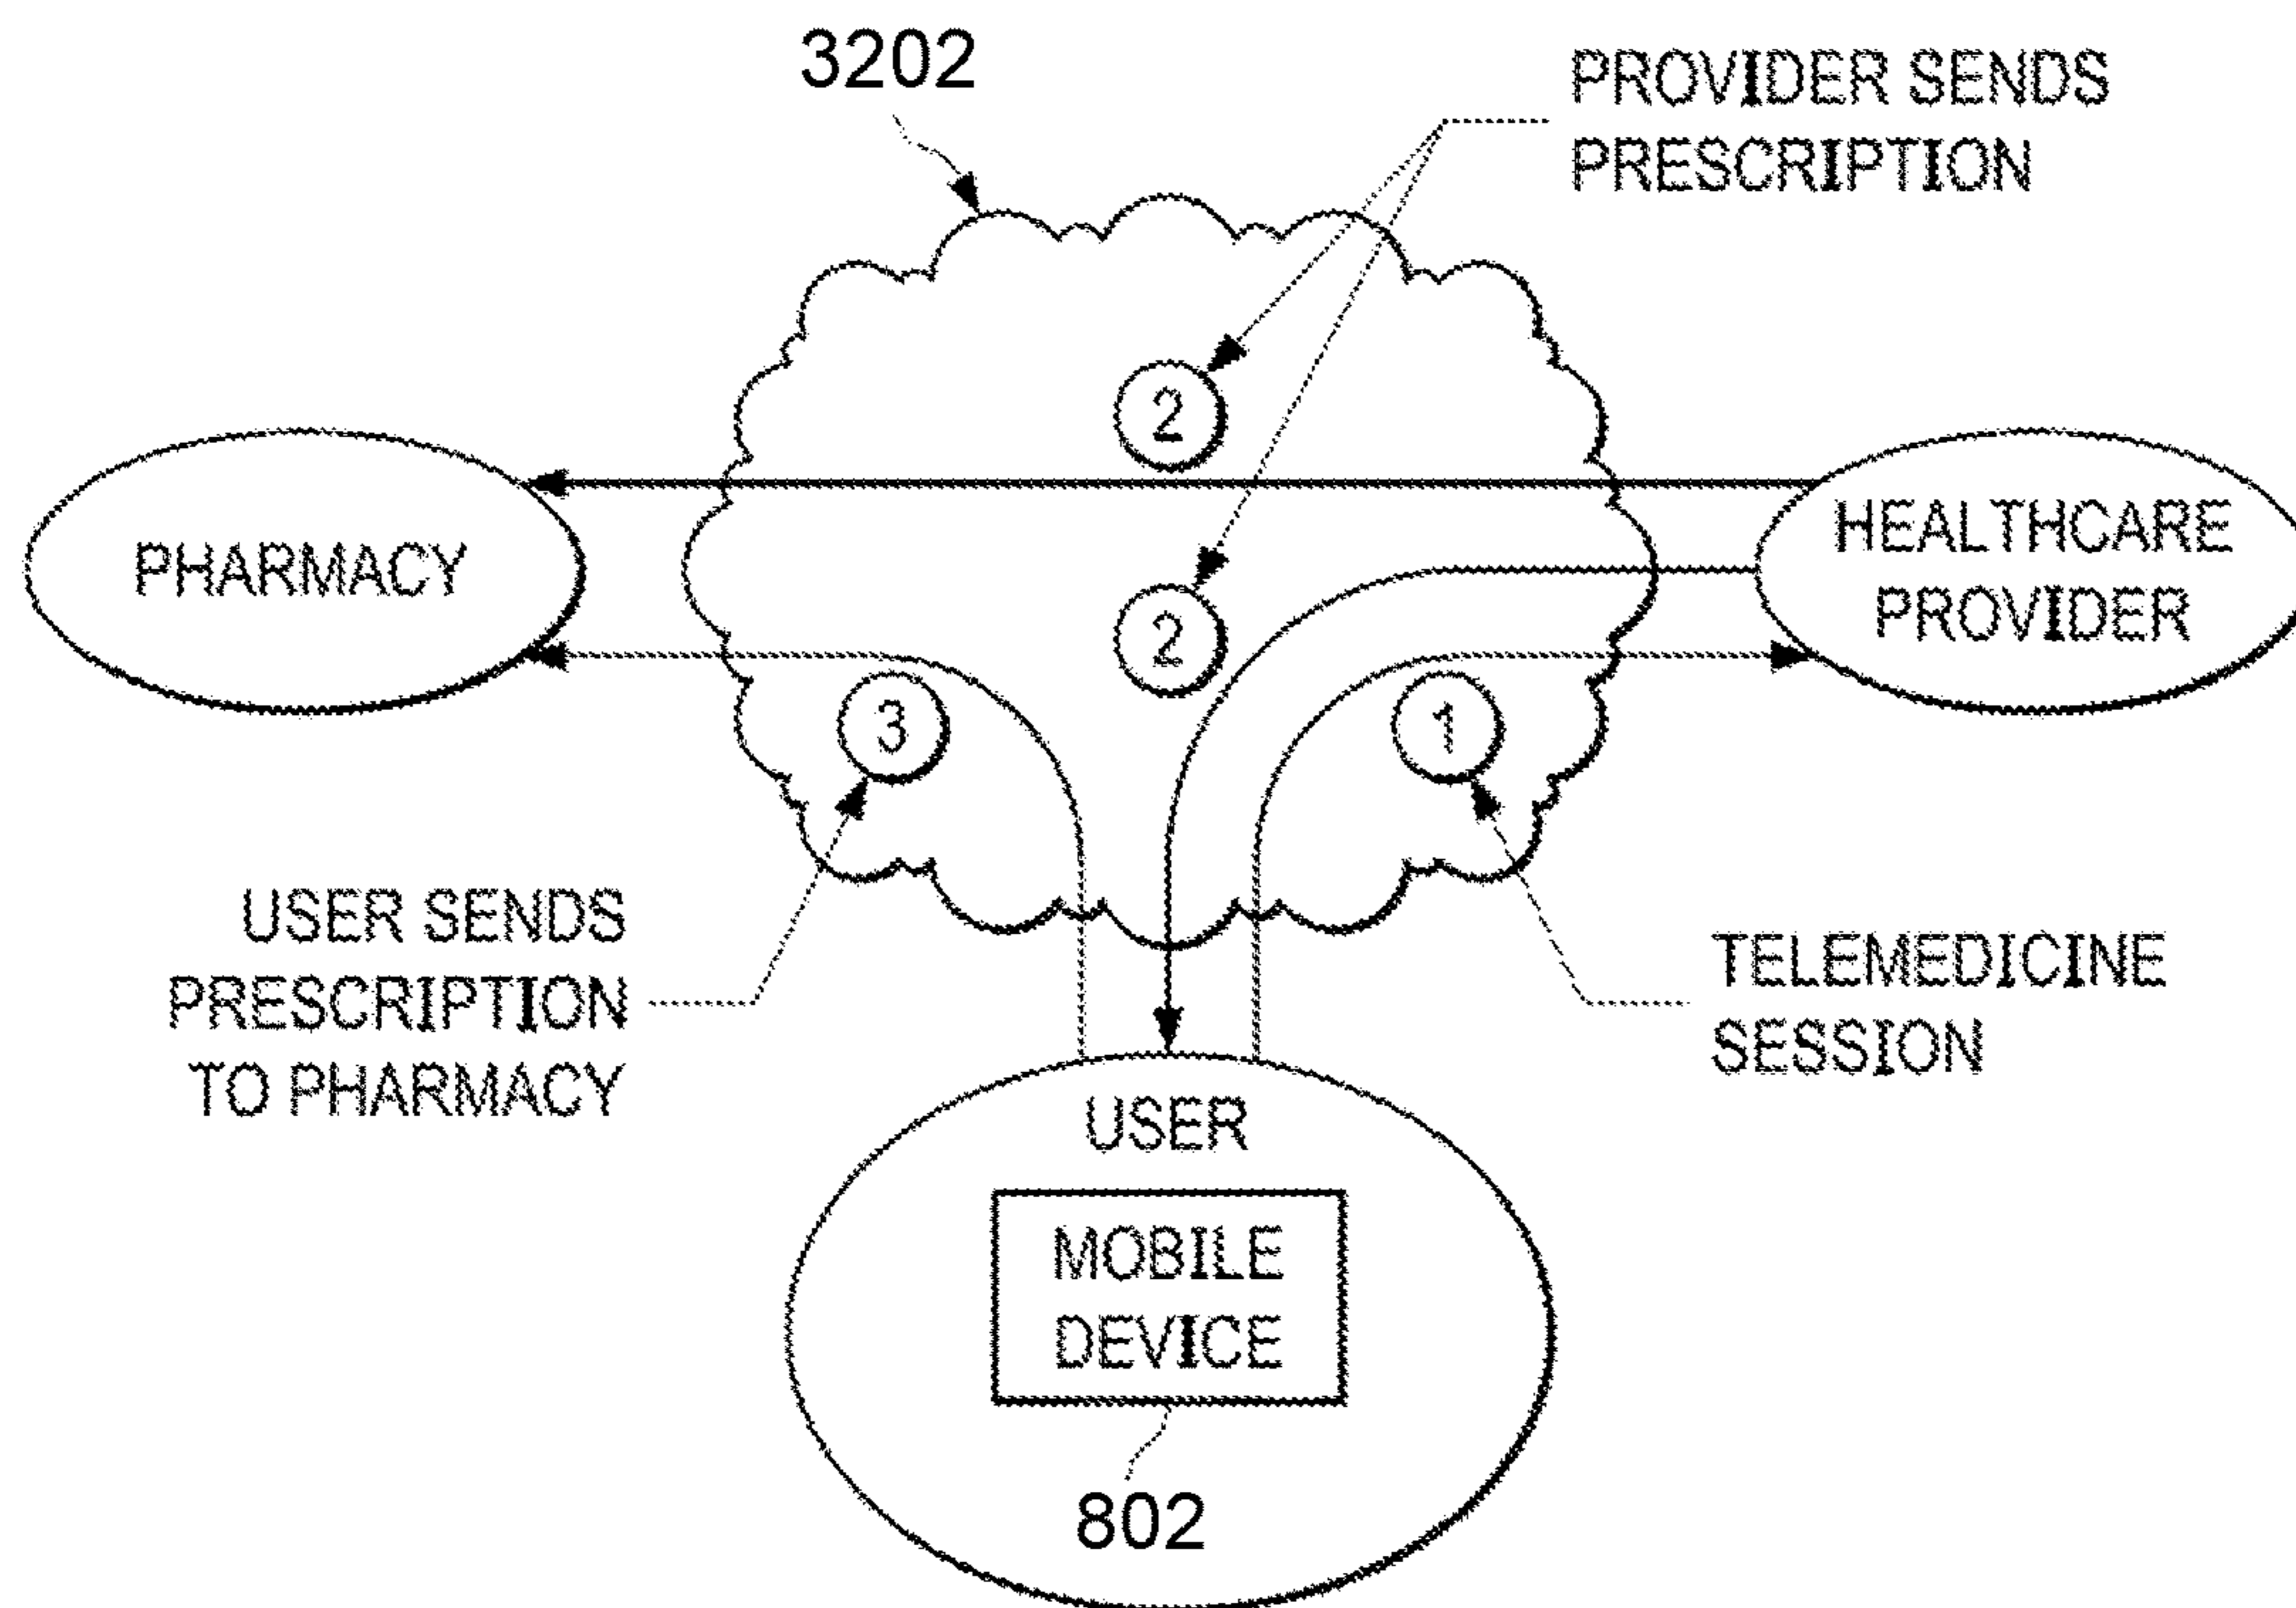 3202
PROVIDER SENDS
PRESCRIPTION
2
PHARMACY
HEALTHCARE
PROVIDER
2
3
1
USER SENDS
PRESCRIPTION
TO PHARMACY
TELEMEDICINE
SESSION
USER
MOBILE
DEVICE
802